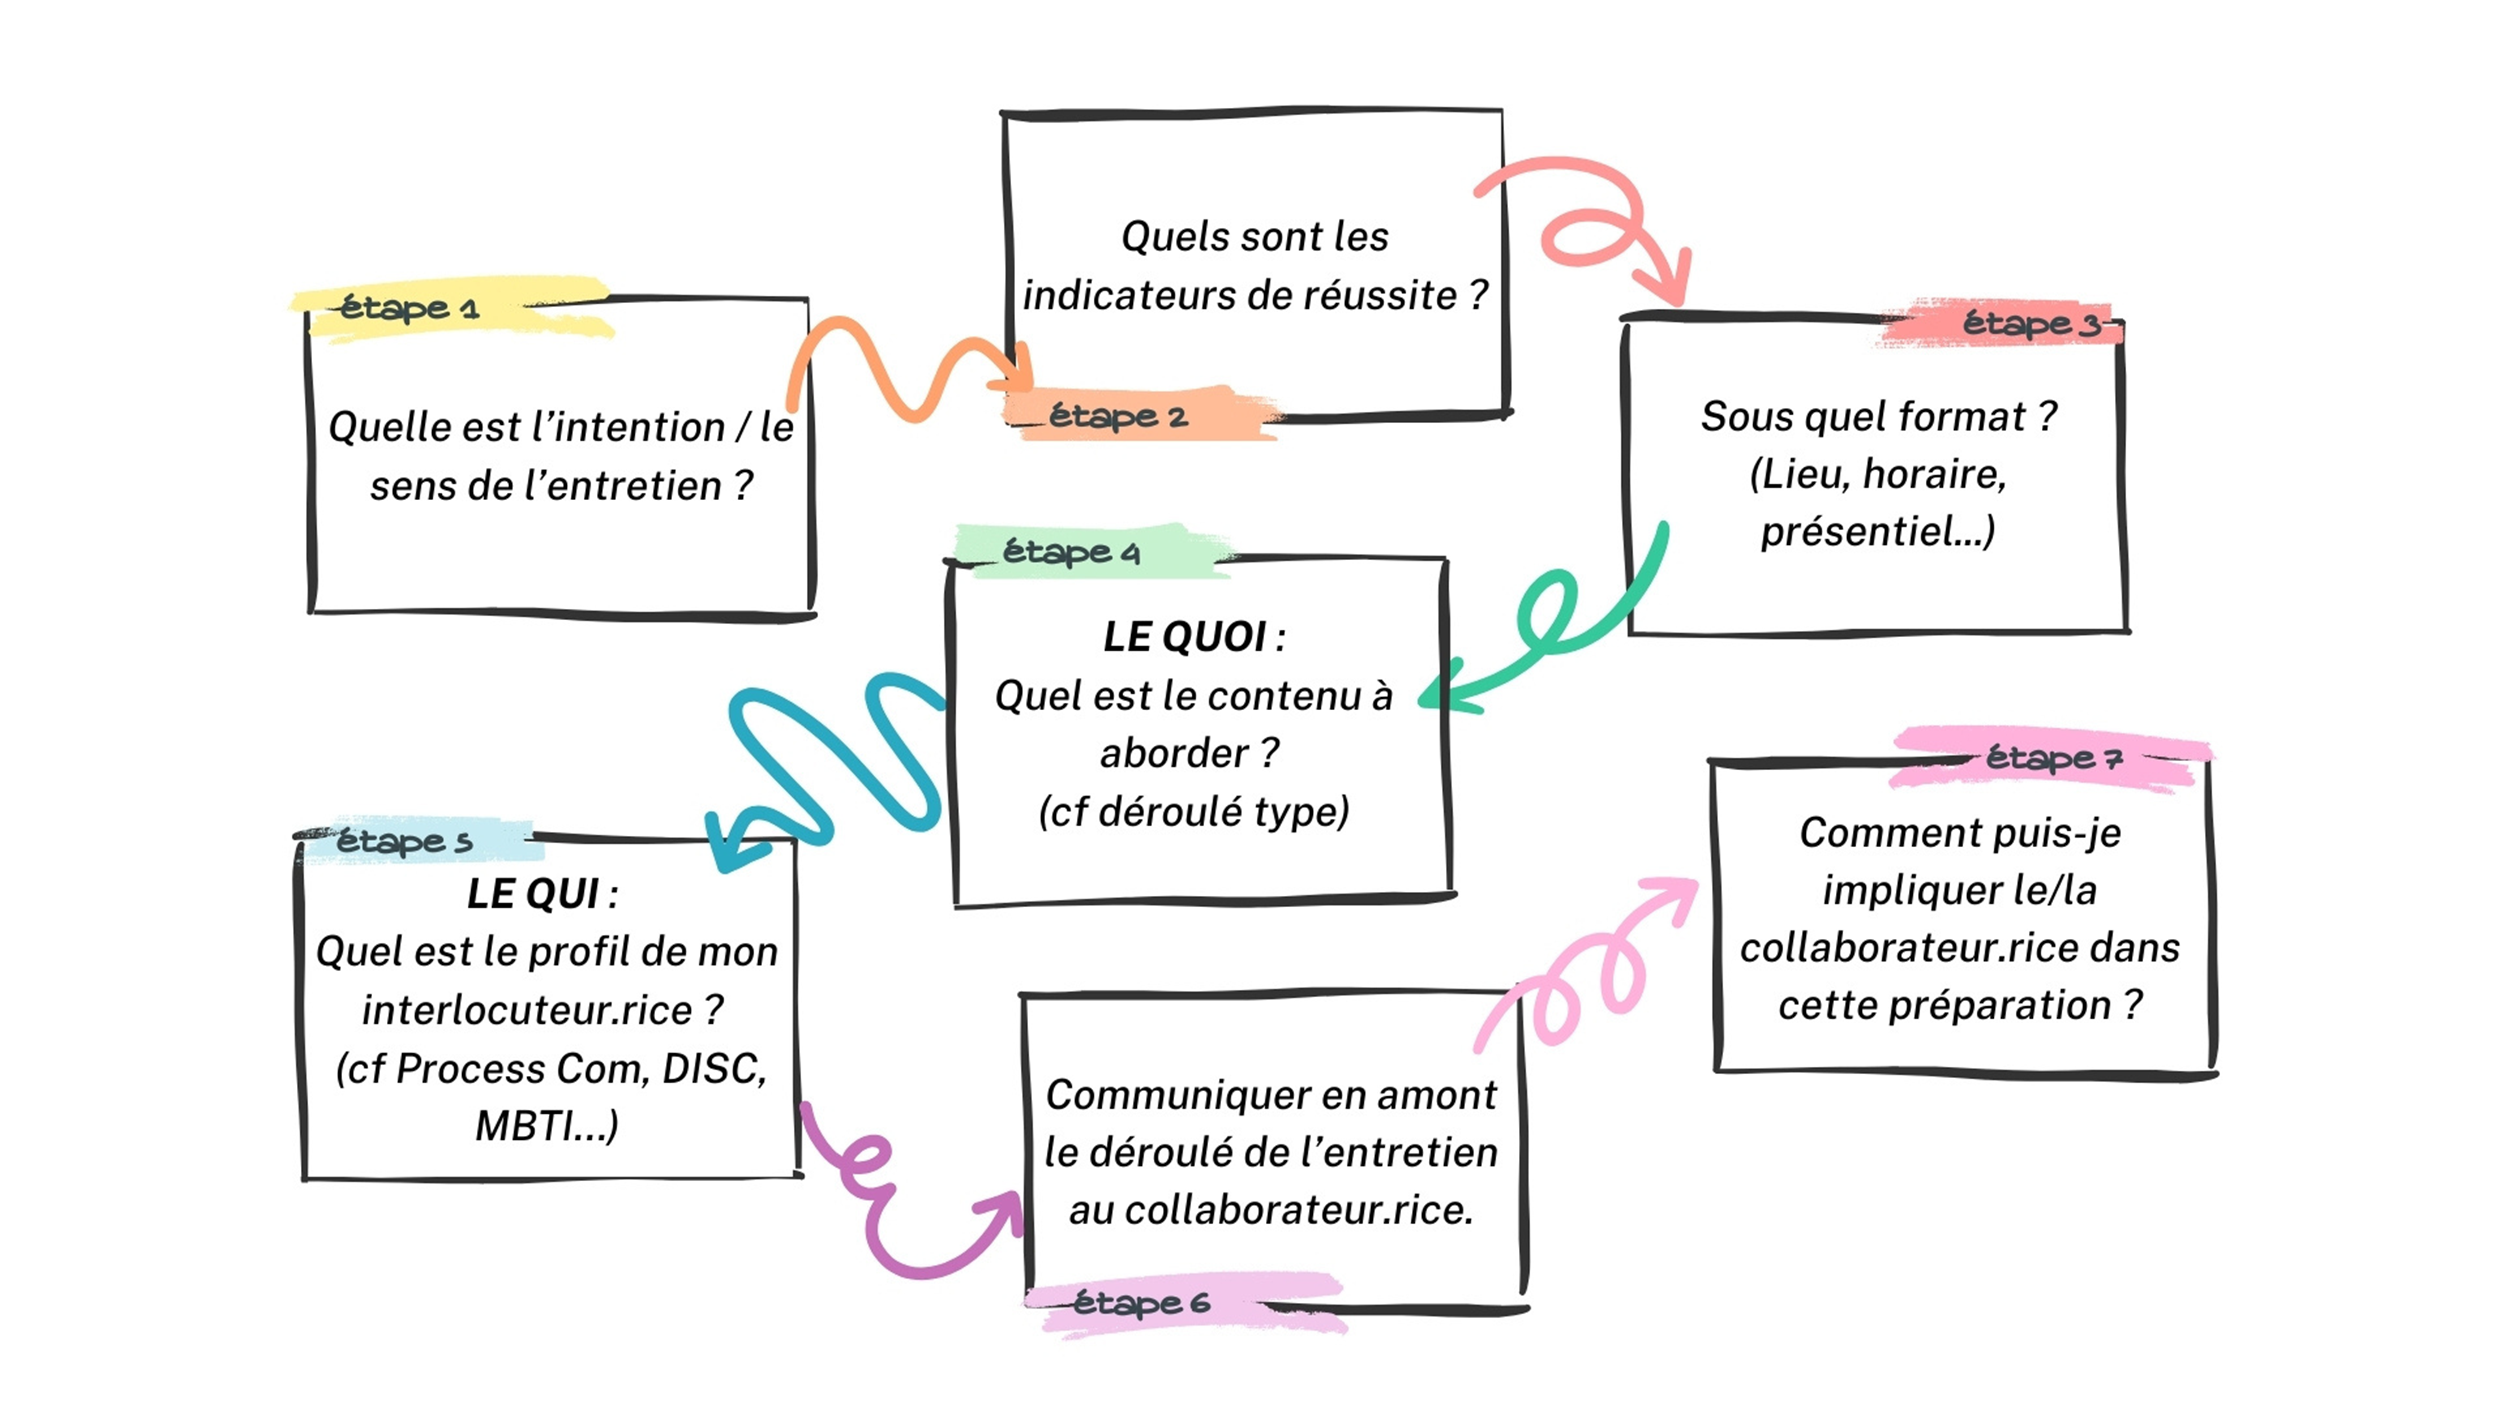 étape 1
Quelle est l’intention / le
sens de l’entretien ?
Quels sont les
indicateurs de réussite ?
étape 2
étape 3
Sous quel format ?
(Lieu, horaire,
présentiel...)
étape 4
LE QUOI :
Quel est le contenu à
aborder ?
(cf déroulé type)
étape 5
LE QUI :
Quel est le profil de mon
interlocuteur.rice ?
(cf Process Com, DISC,
MBTI...)
Communiquer en amont
le déroulé de l’entretien
au collaborateur.rice.
étape 6
étape 7
Comment puis-je
impliquer le/la
collaborateur.rice dans
cette préparation ?